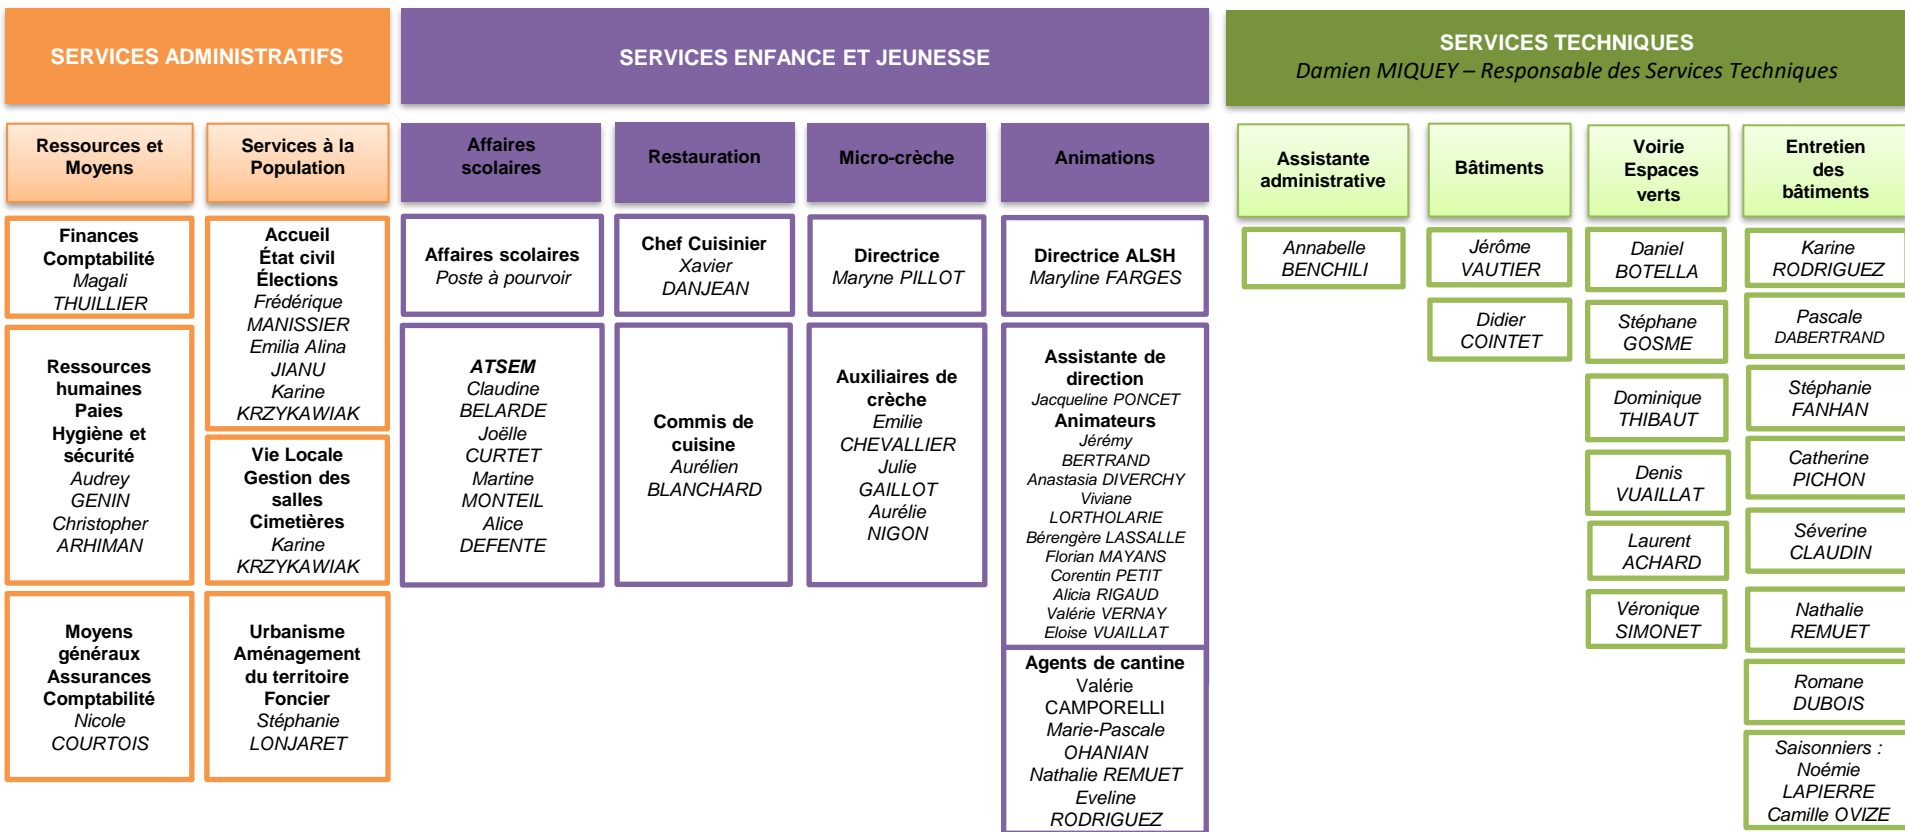 SERVICES ADMINISTRATIFS
Ressources et
Moyens
Finances
Comptabilité
Magali
THUILLIER
Ressources
humaines
Paies
Hygiène et
sécurité
Audrey
GENIN
Christopher
ARHIMAN
Moyens
généraux
Assurances
Comptabilité
Nicole
COURTOIS
Services à la
Population
Accueil
État civil
Élections
Frédérique
MANISSIER
Emilia Alina
JIANU
Karine
KRZYKAWIAK
Vie Locale
Gestion des
salles
Cimetières
Karine
KRZYKAWIAK
Urbanisme
Aménagement
du territoire
Foncier
Stéphanie
LONJARET
SERVICES ENFANCE ET JEUNESSE
Affaires
scolaires
Affaires scolaires
Poste à pourvoir
ATSEM
Claudine
BELARDE
Joëlle
CURTET
Martine
MONTEIL
Alice
DEFENTE
Restauration
Chef Cuisinier
Xavier
DANJEAN
Commis de
cuisine
Aurélien
BLANCHARD
Micro-crèche
Directrice
Maryne PILLOT
Auxiliaires de
crèche
Emilie
CHEVALLIER
Julie
GAILLOT
Aurélie
NIGON
Animations
Directrice ALSH
Maryline FARGES
Assistante de
direction
Jacqueline PONCET
Animateurs
Jérémy
BERTRAND
Anastasia DIVERCHY
Viviane
LORTHOLARIE
Bérengère LASSALLE
Florian MAYANS
Corentin PETIT
Alicia RIGAUD
Valérie VERNAY
Eloise VUAILLAT
Agents de cantine
Valérie
CAMPORELLI
Marie-Pascale
OHANIAN
Nathalie REMUET
Eveline
RODRIGUEZ
SERVICES TECHNIQUES
Damien MIQUEY – Responsable des Services Techniques
Assistante
administrative
Annabelle
BENCHILI
Bâtiments
Jérôme
VAUTIER
Didier
COINTET
Voirie
Espaces
verts
Daniel
BOTELLA
Stéphane
GOSME
Dominique
THIBAUT
Denis
VUAILLAT
Laurent
ACHARD
Véronique
SIMONET
Entretien
des
bâtiments
Karine
RODRIGUEZ
Pascale
DABERTRAND
Stéphanie
FANHAN
Catherine
PICHON
Séverine
CLAUDIN
Nathalie
REMUET
Romane
DUBOIS
Saisonniers :
Noémie
LAPIERRE
Camille OVIZE